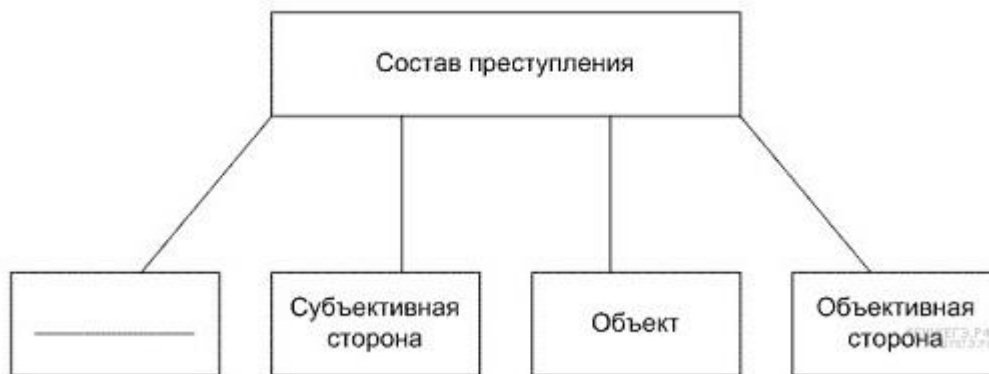 Состав преступления
Субъективная
сторона
Объект
Объективная
сторона